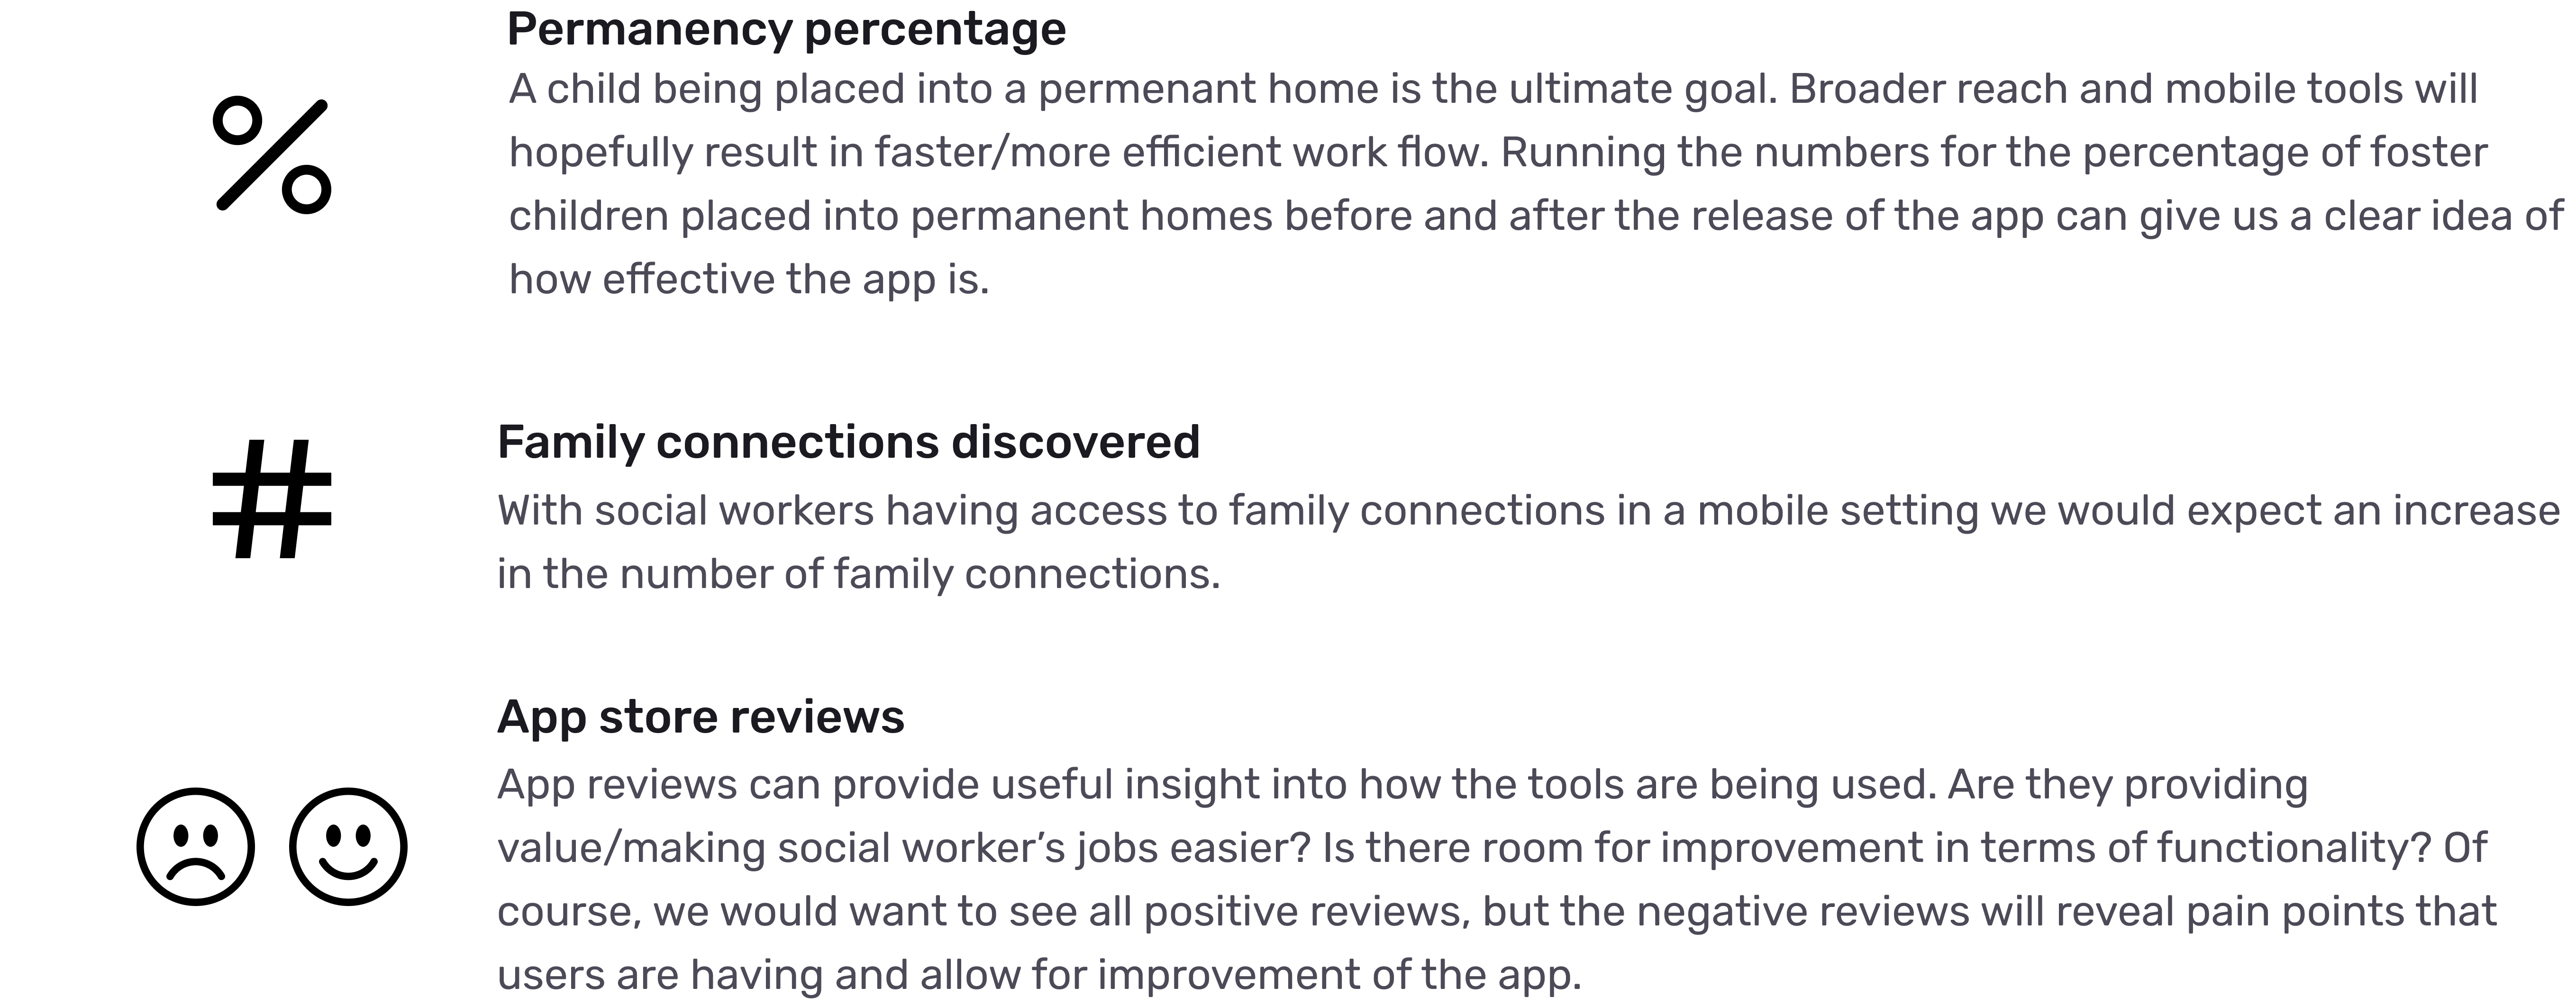 Permanency percentage
A child being placed into a permenant home is the ultimate goal. Broader reach and mobile tools will
hopefully result in faster/more efficient work flow. Running the numbers for the percentage of foster
children placed into permanent homes before and after the release of the app can give us a clear idea of
how effective the app is.
Family connections discovered
With social workers having access to family connections in a mobile setting we would expect an increase
in the number of family connections.
App store reviews
App reviews can provide useful insight into how the tools are being used. Are they providing
value/making social worker’s jobs easier? Is there room for improvement in terms of functionality? Of
course, we would want to see all positive reviews, but the negative reviews will reveal pain points that
users are having and allow for improvement of the app.